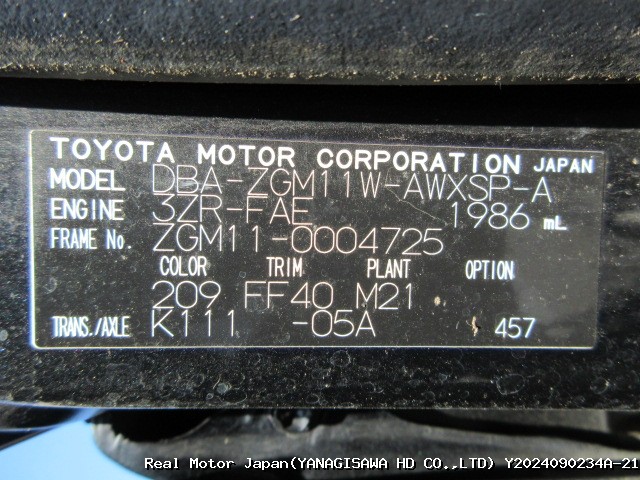 TOYOTA MOTOR CORPORATION JAPAN
MODEL DBA-ZGM11W-AWXSP-A
ENGINE 3ZR-FAE 1986 mL
FRAME No. ZGM11-0004725
COLOR TRIM PLANT OPTION
209 FF40 M21
TRANS./AXLE K111 -05A 457
Real Motor Japan(YANAGISAWA HD CO.,LTD) Y2024090234A-21